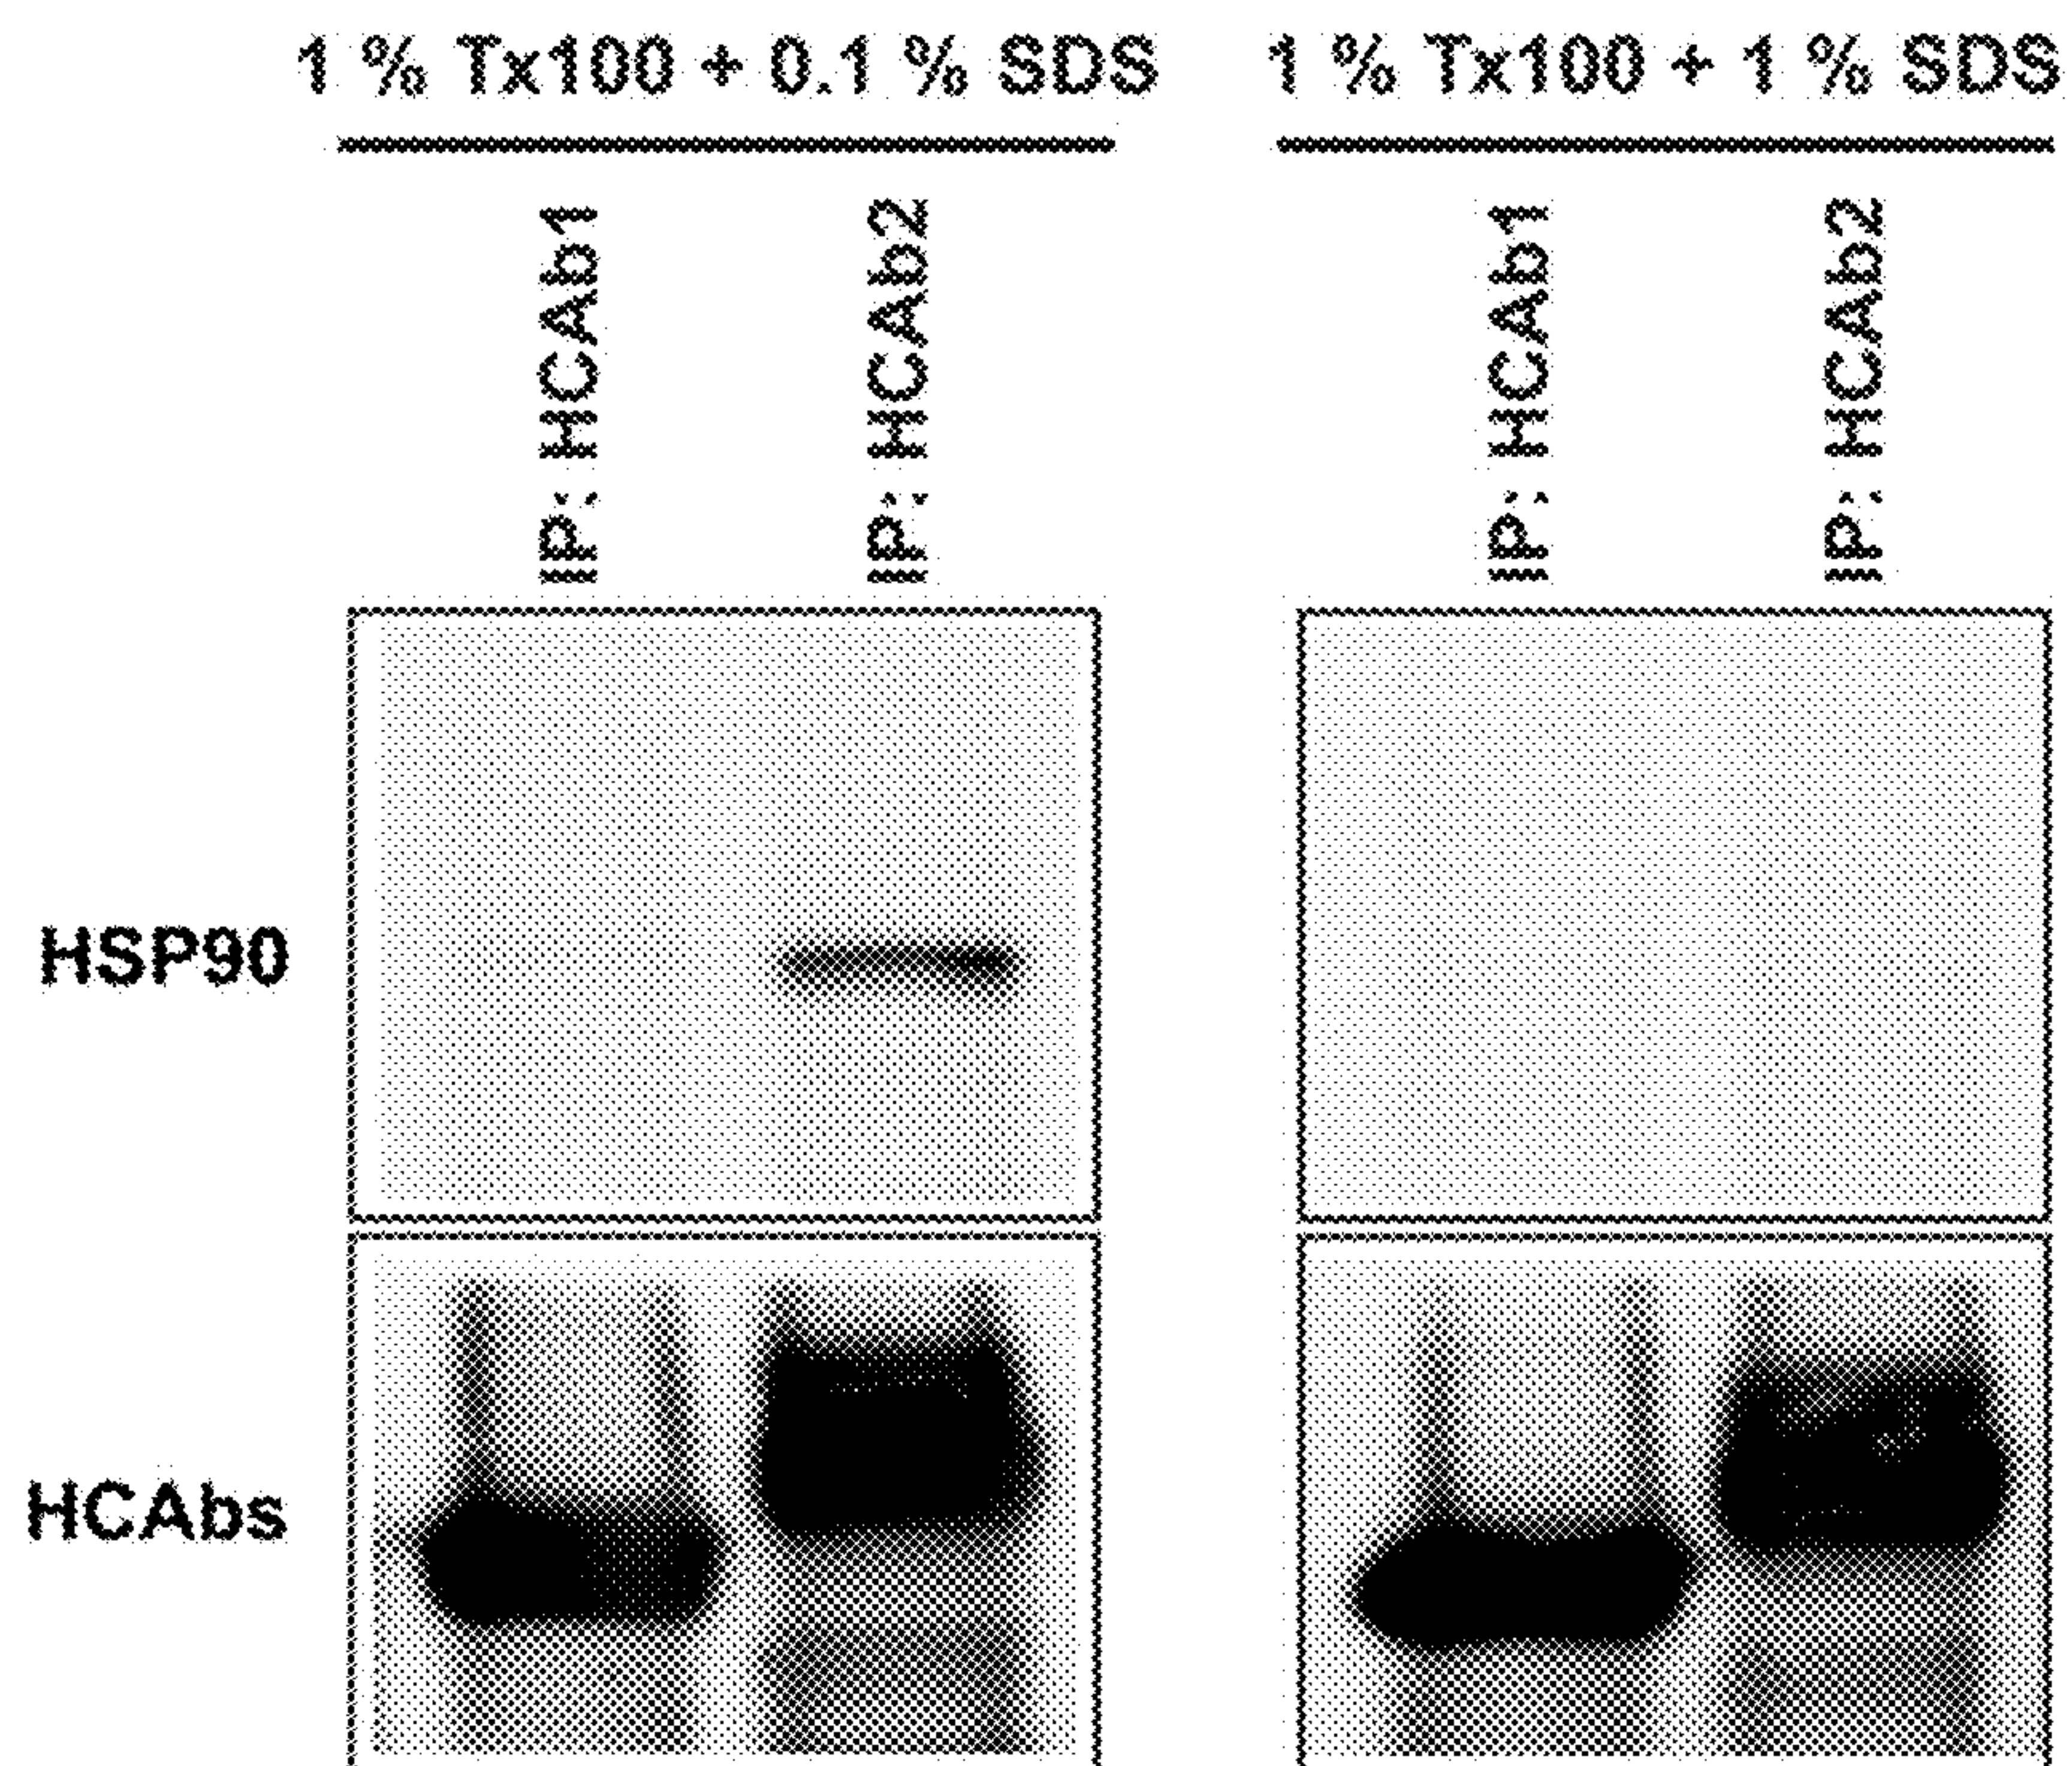 1 % Tx100 + 0.1 % SDS
1 % Tx100 + 1 % SDS
IP: HCAb1
IP: HCAb2
IP: HCAb1
IP: HCAb2
HSP90
HCAbs